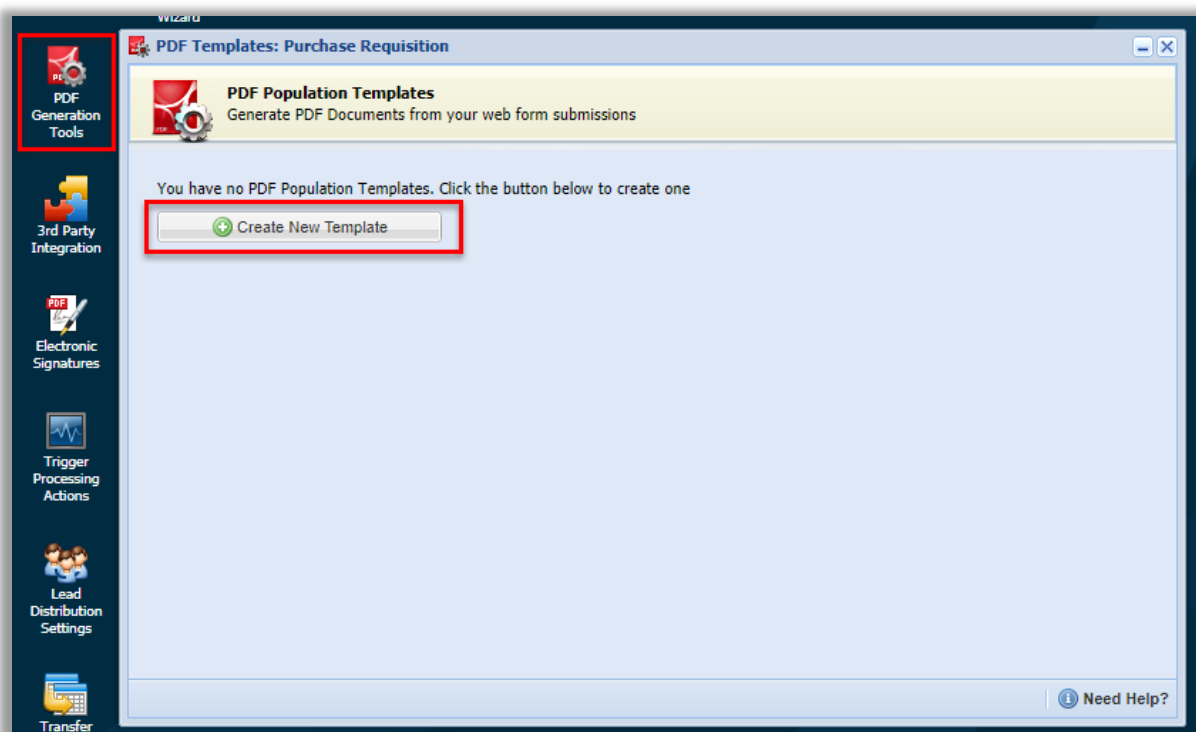 Wizard
PDF
Generation
Tools
3rd Party
Integration
PDF
Electronic
Signatures
Trigger
Processing
Actions
Lead
Distribution
Settings
Transfer
PDF Templates: Purchase Requisition
PDF Population Templates
Generate PDF Documents from your web form submissions
You have no PDF Population Templates. Click the button below to create one
Create New Template
Need Help?